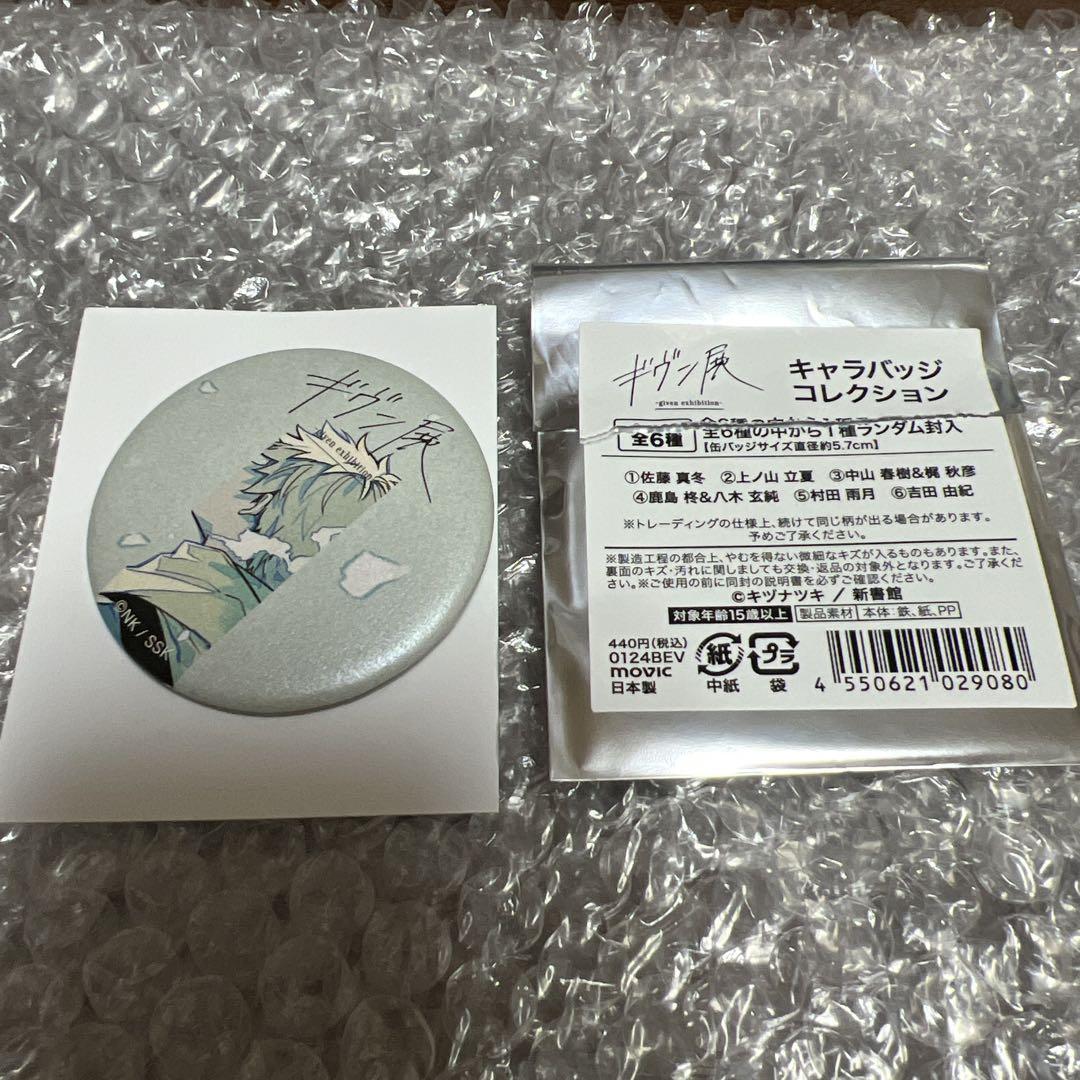 ギヴン展
given exhibition
©NK / SSK
ギヴン展
-given exhibition-
キャラバッジ
コレクション
全6種
全6種の中から1種ランダム封入
【缶バッジサイズ直径約5.7cm】
①佐藤 真冬 ②上ノ山 立夏 ③中山 春樹&梶 秋彦
④鹿島 柊&八木 玄純 ⑤村田 雨月 ⑥吉田 由紀
※トレーディングの仕様上、続けて同じ柄が出る場合があります。
予めご了承ください。
※製造工程の都合上、やむを得ない微細なキズが入るものもあります。また、
裏面のキズ・汚れに関しましても交換・返品の対象外となります。ご了承くださ
い。※ご使用の前に同封の説明書を必ずご確認ください。
©キヅナツキ / 新書館
対象年齢15歳以上 製品素材 本体:鉄、紙、PP
440円(税込)
0124BEV
movic
日本製
紙
中紙
プラ
袋
4 550621 029080